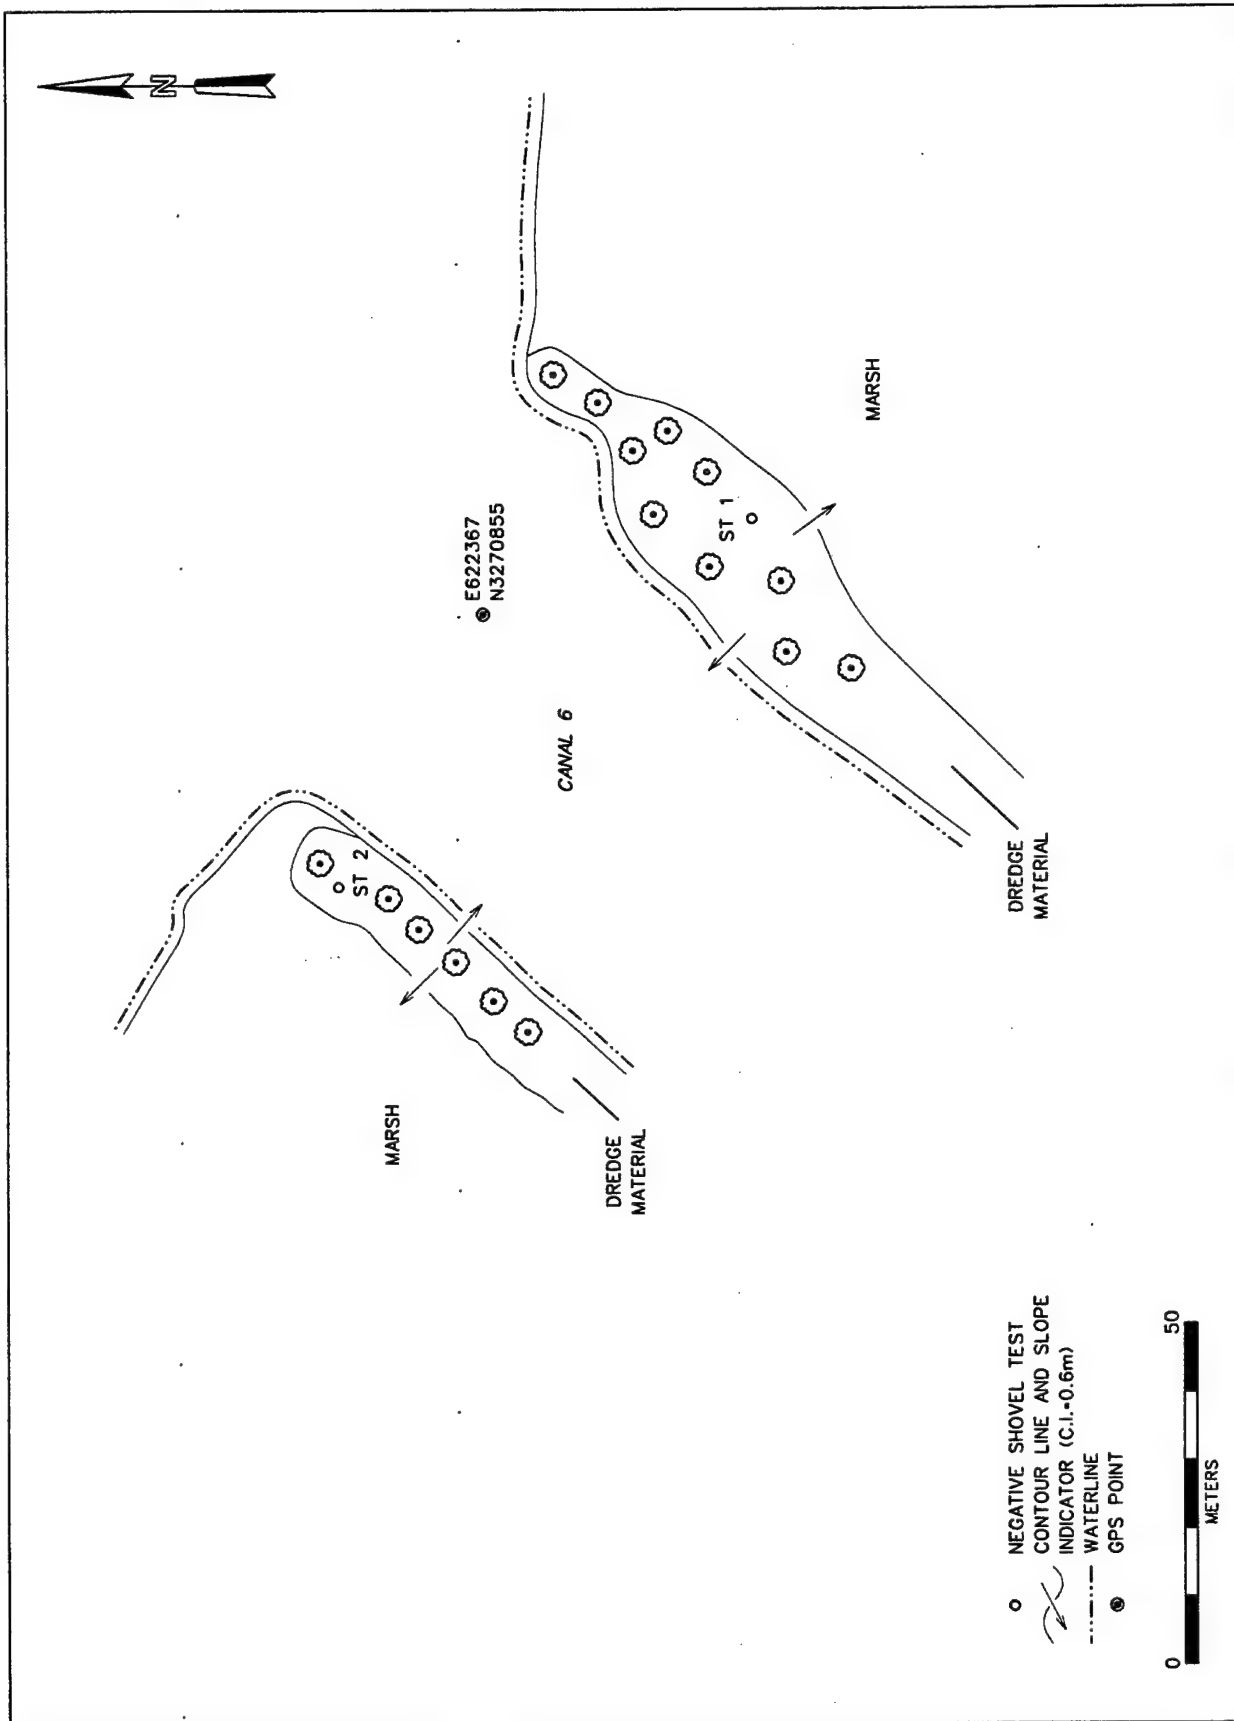 N
MARSH
ST 2
DREDGE
MATERIAL
CANAL 6
E622367
N3270855
ST 1
MARSH
DREDGE
MATERIAL
NEGATIVE SHOVEL TEST
CONTOUR LINE AND SLOPE
INDICATOR (C.I.=0.6m)
WATERLINE
GPS POINT
0 50
METERS